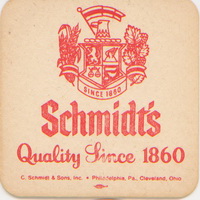 SINCE 1860
Schmidt's
Quality Since 1860
C. Schmidt & Sons, Inc. • Philadelphia, Pa., Cleveland, Ohio